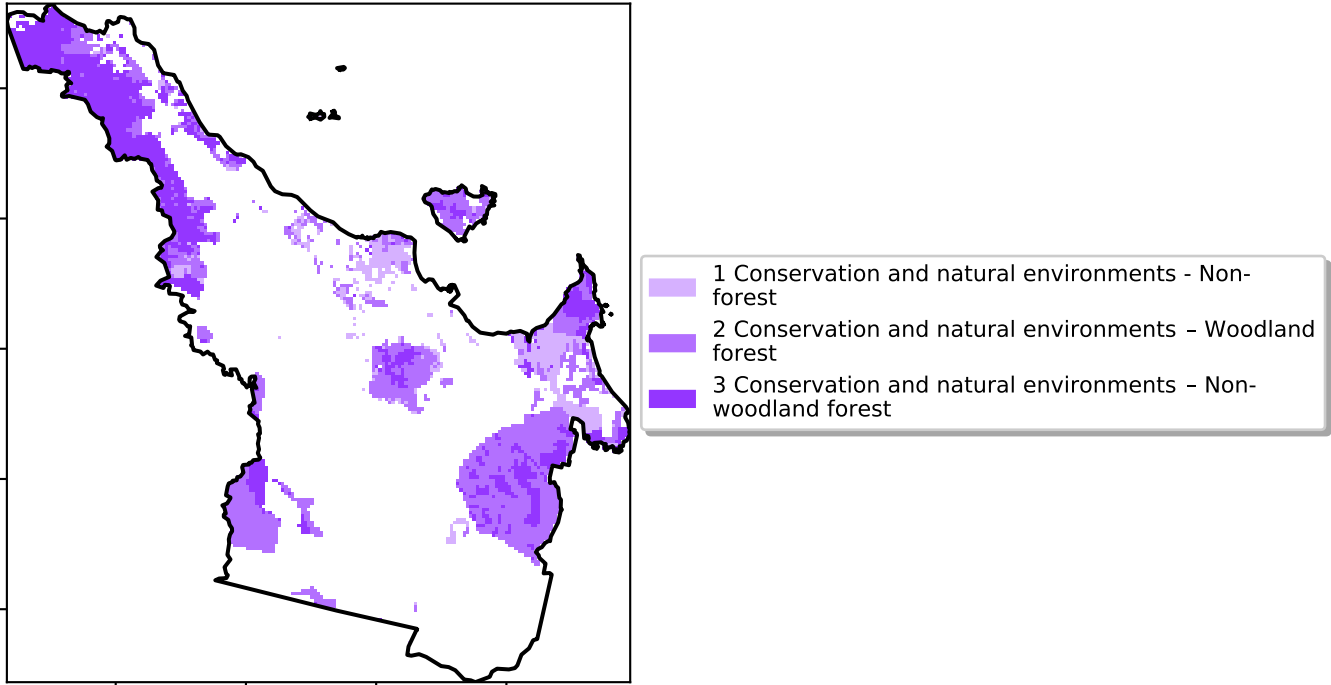 1 Conservation and natural environments - Non-
forest
2 Conservation and natural environments – Woodland
forest
3 Conservation and natural environments – Non-
woodland forest